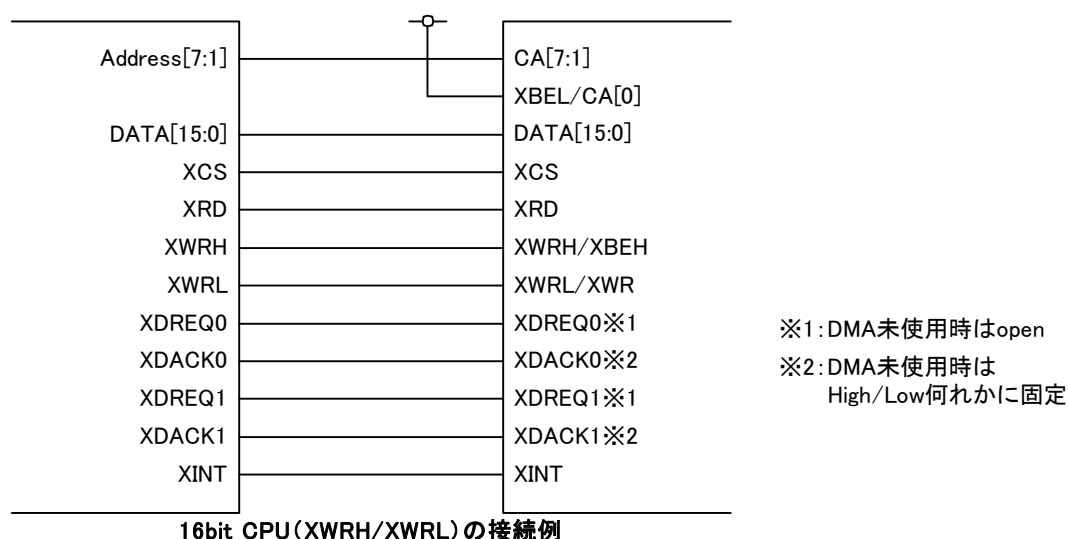 Address[7:1] CA[7:1]
XBEL/CA[0]
DATA[15:0] DATA[15:0]
XCS XCS
XRD XRD
XWRH XWRH/XBEH
XWRL XWRL/XWR
XDREQ0 XDREQ0※1
XDACK0 XDACK0※2
XDREQ1 XDREQ1※1
XDACK1 XDACK1※2
XINT XINT
※1:DMA未使用時はopen
※2:DMA未使用時は
High/Low何れかに固定
16bit CPU(XWRH/XWRL)の接続例